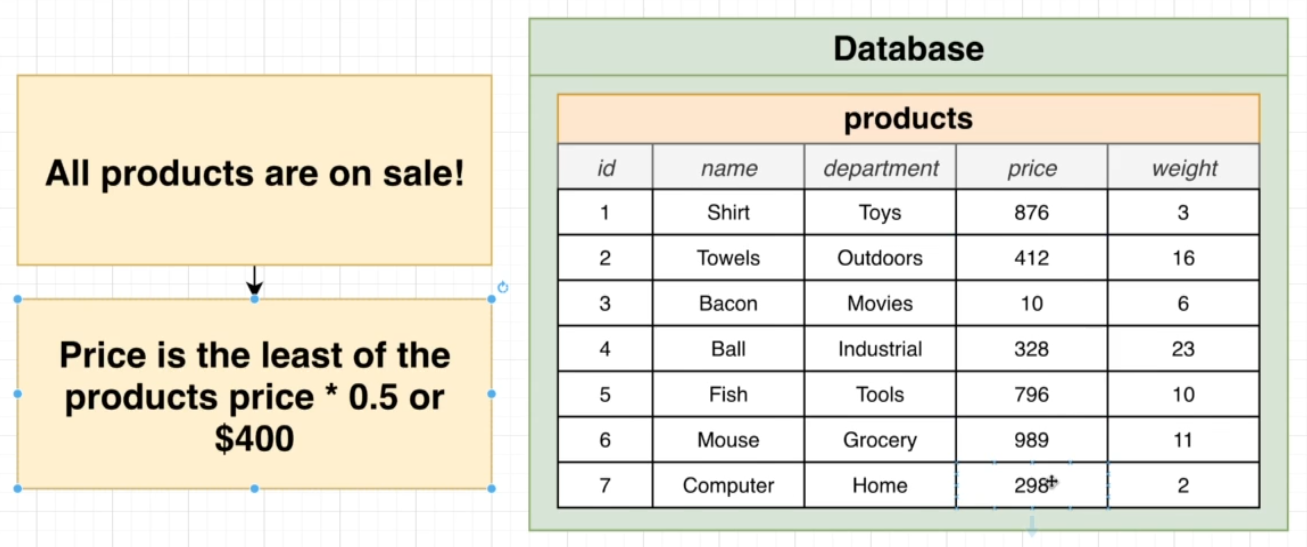 All products are on sale!
Price is the least of the
products price * 0.5 or
$400
Database
products
id name department price weight
1 Shirt Toys 876 3
2 Towels Outdoors 412 16
3 Bacon Movies 10 6
4 Ball Industrial 328 23
5 Fish Tools 796 10
6 Mouse Grocery 989 11
7 Computer Home 298 2